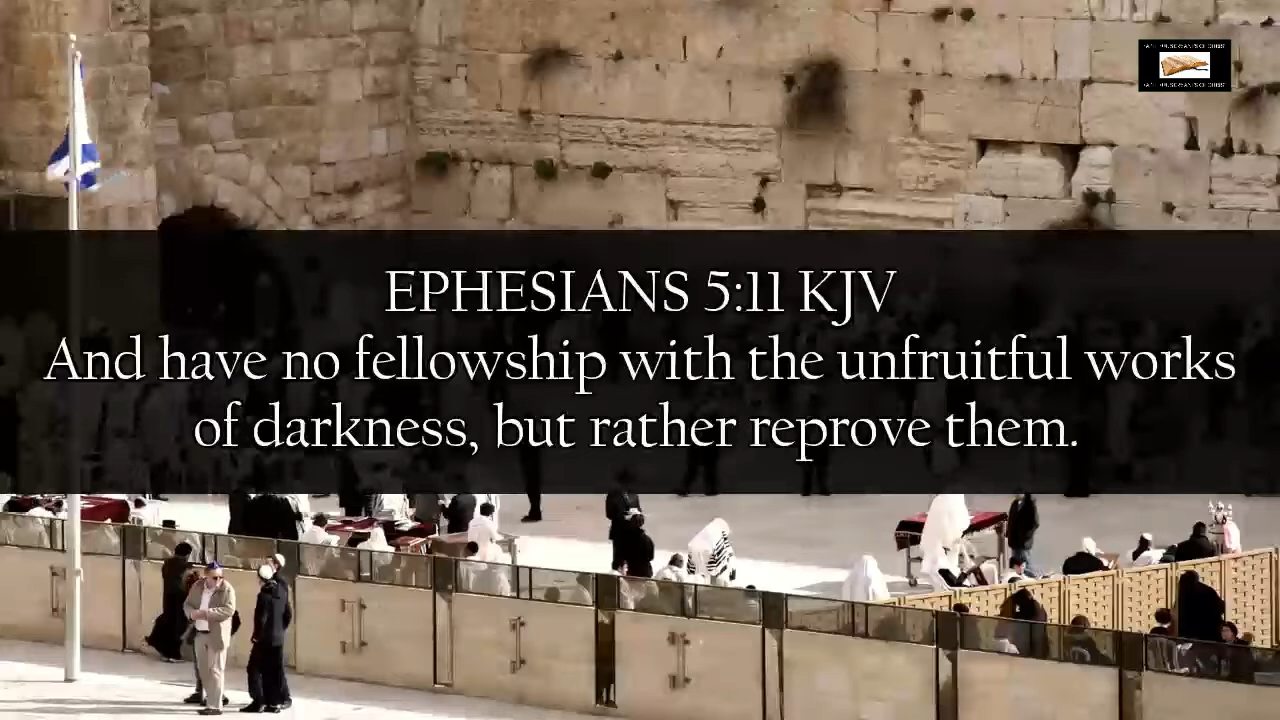 EPHESIANS 5:11 KJV
And have no fellowship with the unfruitful works
of darkness, but rather reprove them.